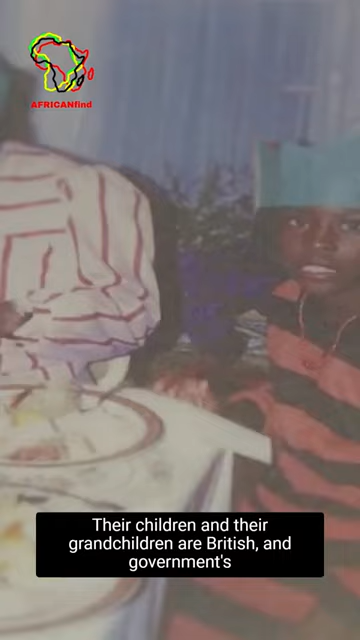 AFRICANfind
Their children and their
grandchildren are British, and
government's